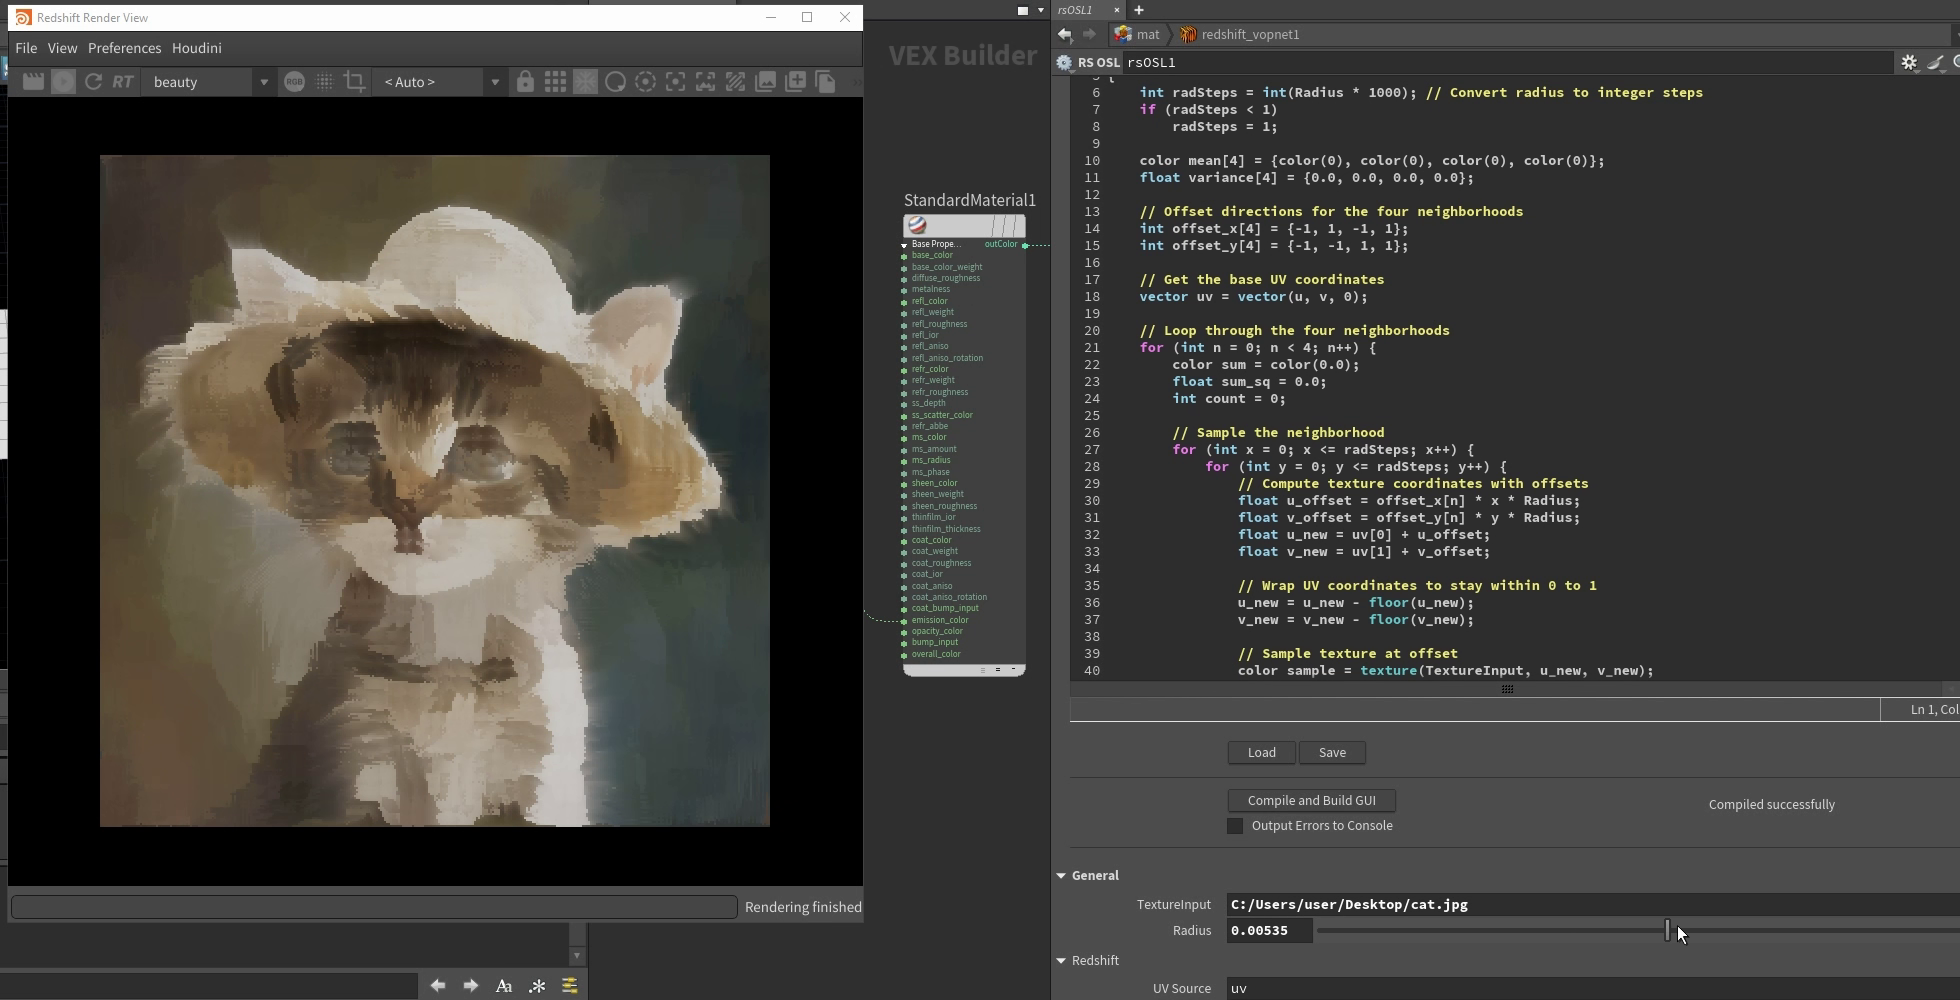 Redshift Render View
File View Preferences Houdini
RT beauty < Auto >
Rendering finished
VEX Builder
StandardMaterial1
Base Prope... outColor
base_color
base_color_weight
diffuse_roughness
metalness
refl_color
refl_weight
refl_roughness
refl_ior
refl_aniso
refl_aniso_rotation
refr_color
refr_weight
refr_roughness
ss_depth
ss_scatter_color
refr_abbe
ms_color
ms_amount
ms_radius
ms_phase
sheen_color
sheen_weight
sheen_roughness
thinfilm_ior
thinfilm_thickness
coat_color
coat_weight
coat_roughness
coat_ior
coat_aniso
coat_aniso_rotation
coat_bump_input
emission_color
opacity_color
bump_input
overall_color
rsOSL1
mat redshift_vopnet1
RS OSL rsOSL1
5 {
6 int radSteps = int(Radius * 1000); // Convert radius to integer steps
7 if (radSteps < 1)
8 radSteps = 1;
9
10 color mean[4] = {color(0), color(0), color(0), color(0)};
11 float variance[4] = {0.0, 0.0, 0.0, 0.0};
12
13 // Offset directions for the four neighborhoods
14 int offset_x[4] = {-1, 1, -1, 1};
15 int offset_y[4] = {-1, -1, 1, 1};
16
17 // Get the base UV coordinates
18 vector uv = vector(u, v, 0);
19
20 // Loop through the four neighborhoods
21 for (int n = 0; n < 4; n++) {
22 color sum = color(0.0);
23 float sum_sq = 0.0;
24 int count = 0;
25
26 // Sample the neighborhood
27 for (int x = 0; x <= radSteps; x++) {
28 for (int y = 0; y <= radSteps; y++) {
29 // Compute texture coordinates with offsets
30 float u_offset = offset_x[n] * x * Radius;
31 float v_offset = offset_y[n] * y * Radius;
32 float u_new = uv[0] + u_offset;
33 float v_new = uv[1] + v_offset;
34
35 // Wrap UV coordinates to stay within 0 to 1
36 u_new = u_new - floor(u_new);
37 v_new = v_new - floor(v_new);
38
39 // Sample texture at offset
40 color sample = texture(TextureInput, u_new, v_new);
Ln 1, Col
Load Save
Compile and Build GUI Compiled successfully
Output Errors to Console
General
TextureInput C:/Users/user/Desktop/cat.jpg
Radius 0.00535
Redshift
UV Source uv